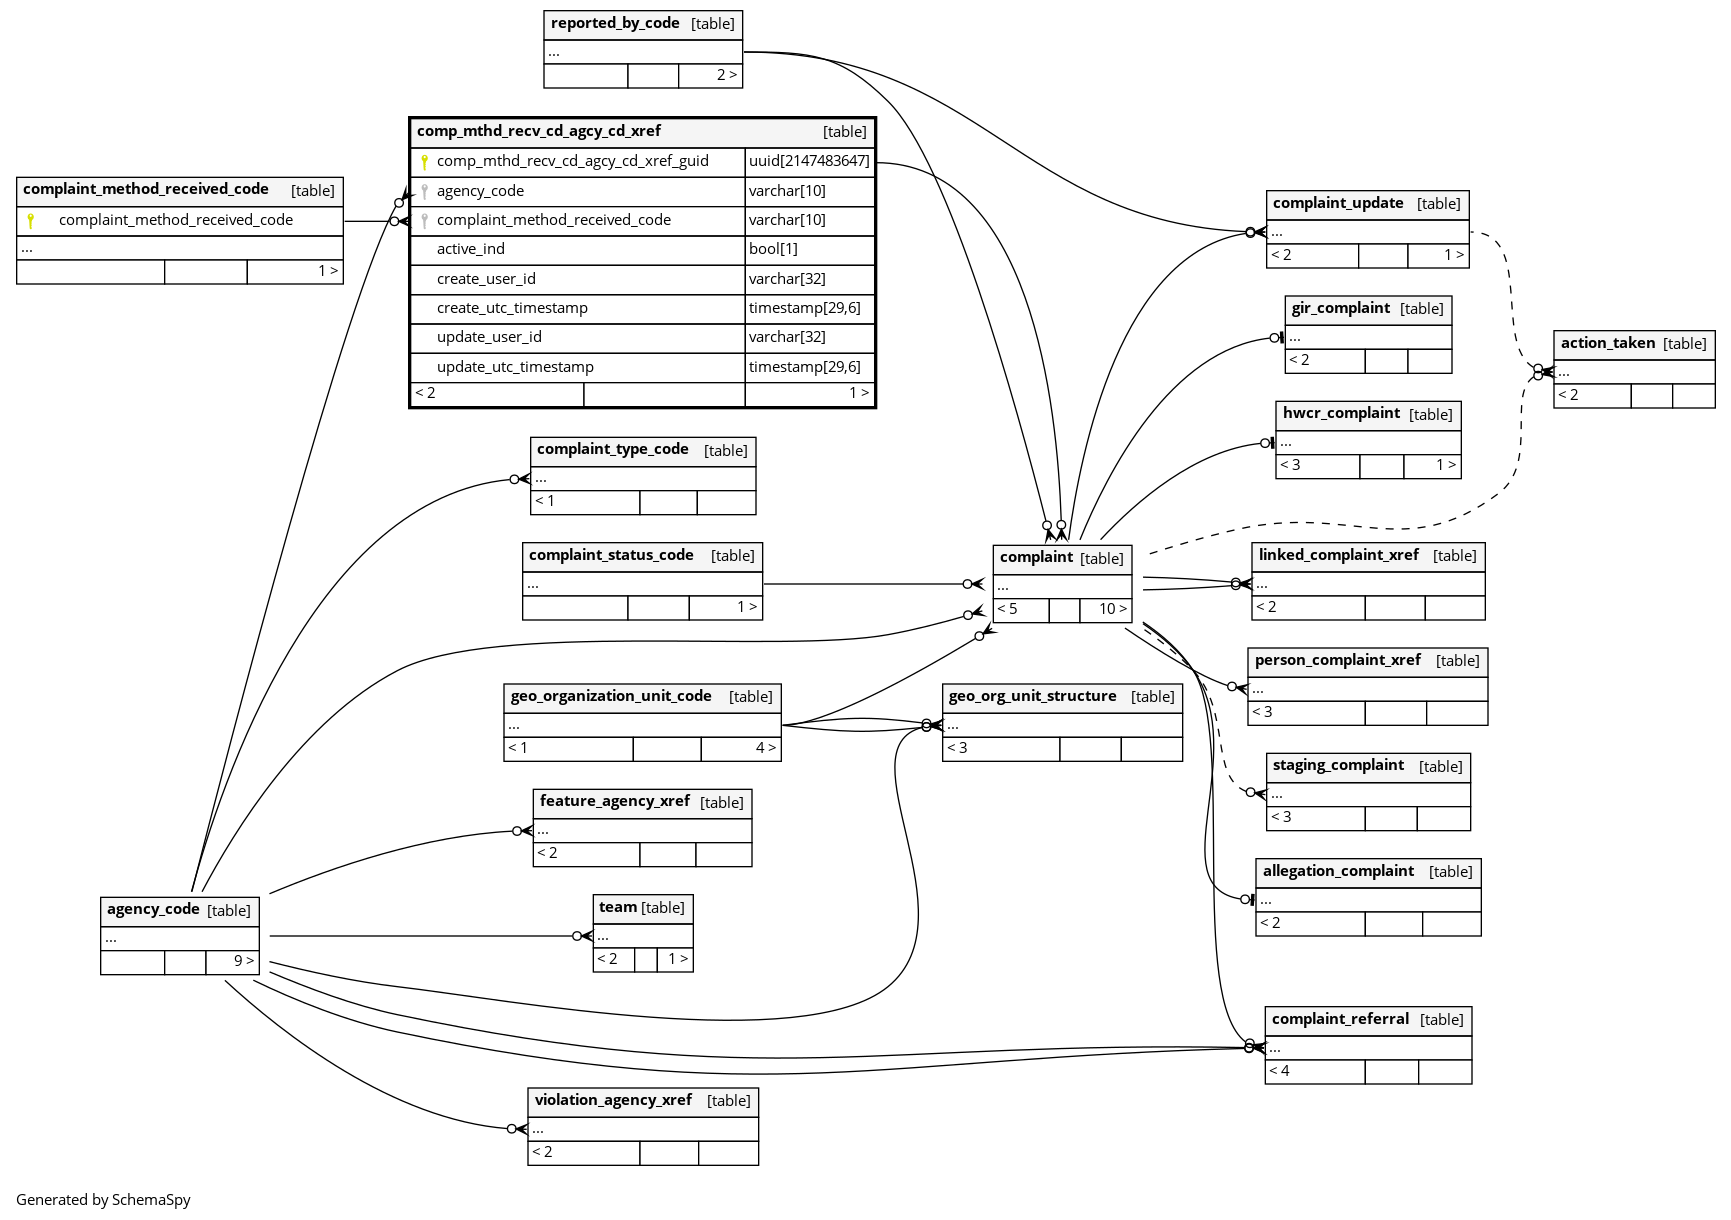 reported_by_code [table]
...
2 >
comp_mthd_recv_cd_agcy_cd_xref [table]
comp_mthd_recv_cd_agcy_cd_xref_guid uuid[2147483647]
agency_code varchar[10]
complaint_method_received_code varchar[10]
active_ind bool[1]
create_user_id varchar[32]
create_utc_timestamp timestamp[29,6]
update_user_id varchar[32]
update_utc_timestamp timestamp[29,6]
< 2 1 >
complaint_method_received_code [table]
complaint_method_received_code
...
1 >
complaint_update [table]
...
< 2 1 >
gir_complaint [table]
...
< 2
action_taken [table]
...
< 2
hwcr_complaint [table]
...
< 3 1 >
complaint_type_code [table]
...
< 1
complaint_status_code [table]
...
1 >
complaint [table]
...
< 5 10 >
linked_complaint_xref [table]
...
< 2
person_complaint_xref [table]
...
< 3
geo_organization_unit_code [table]
...
< 1 4 >
geo_org_unit_structure [table]
...
< 3
staging_complaint [table]
...
< 3
feature_agency_xref [table]
...
< 2
allegation_complaint [table]
...
< 2
agency_code [table]
...
9 >
team [table]
...
< 2 1 >
complaint_referral [table]
...
< 4
violation_agency_xref [table]
...
< 2
Generated by SchemaSpy